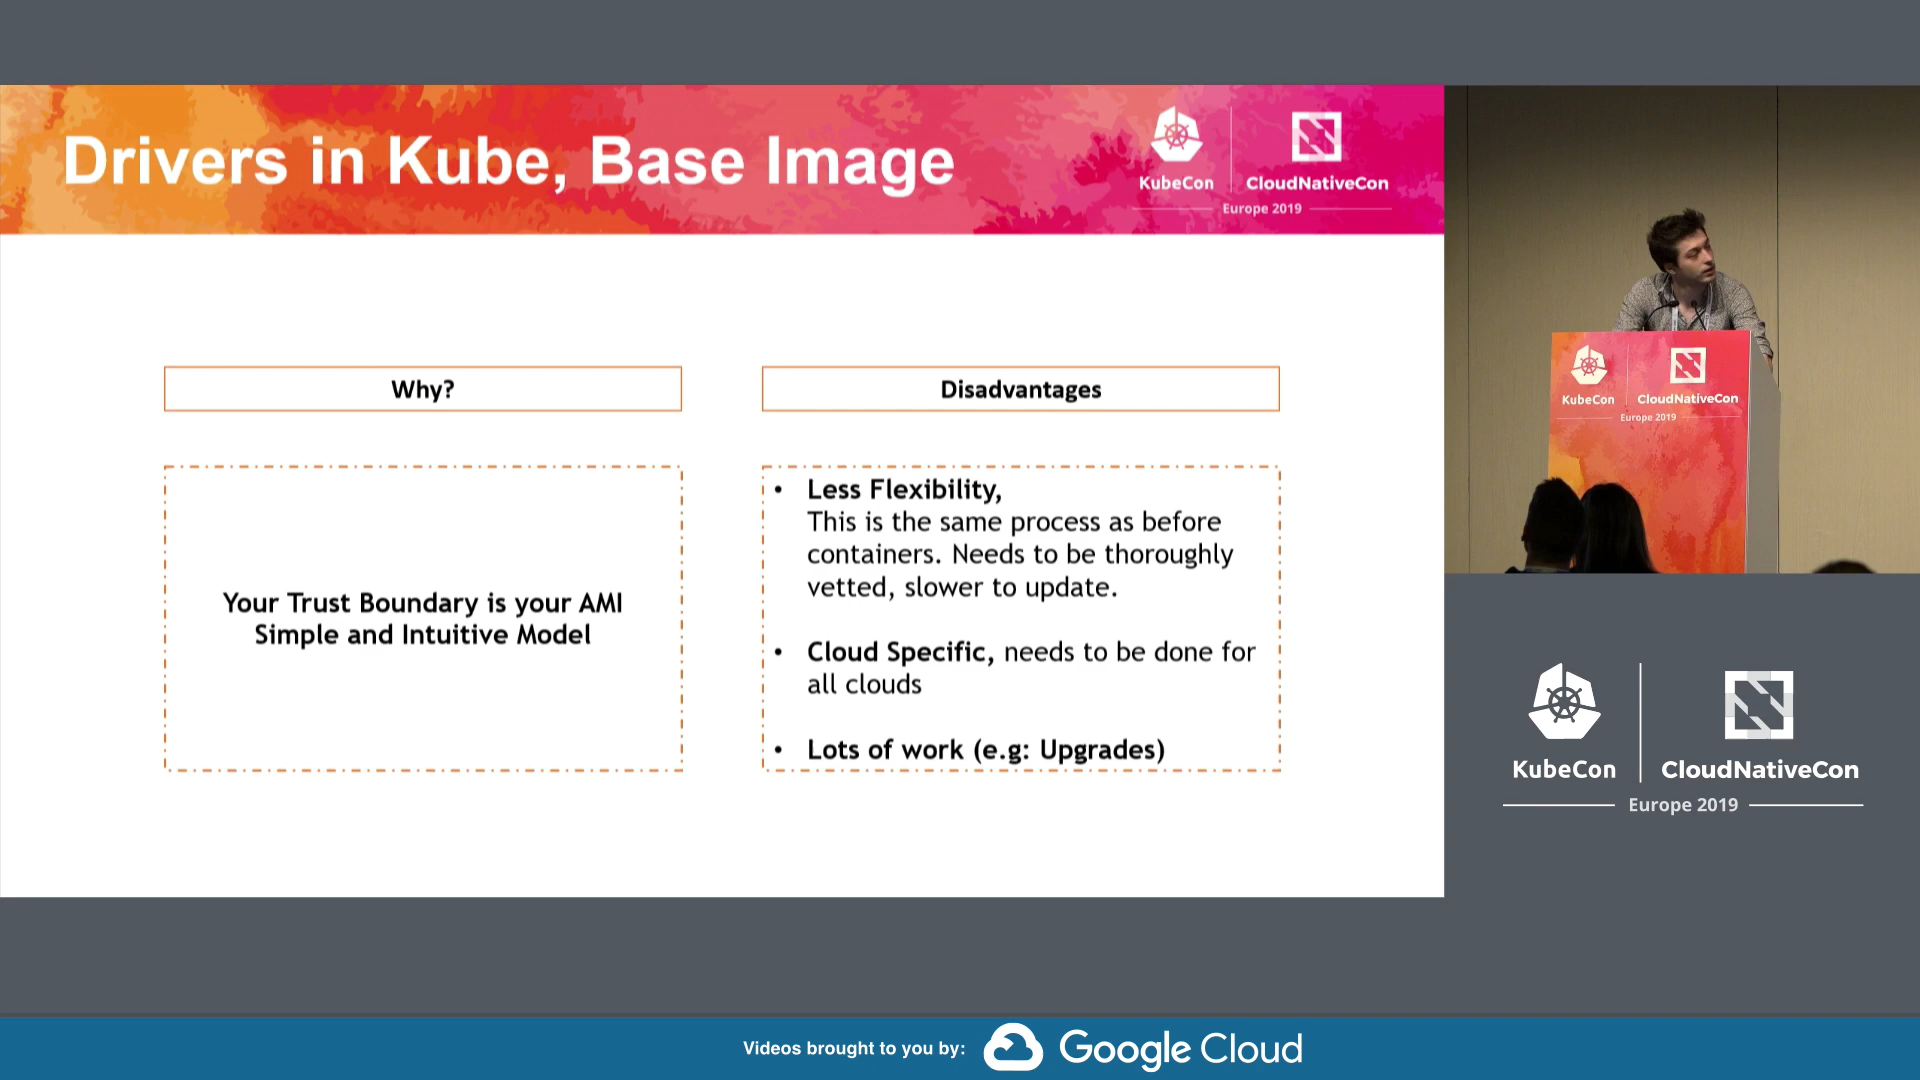 Drivers in Kube, Base Image
KubeCon
CloudNativeCon
Europe 2019
Why?
Your Trust Boundary is your AMI
Simple and Intuitive Model
Disadvantages
• Less Flexibility,
This is the same process as before
containers. Needs to be thoroughly
vetted, slower to update.
• Cloud Specific, needs to be done for
all clouds
• Lots of work (e.g: Upgrades)
KubeCon
CloudNativeCon
Europe 2019
KubeCon
CloudNativeCon
Europe 2019
Videos brought to you by:
Google Cloud